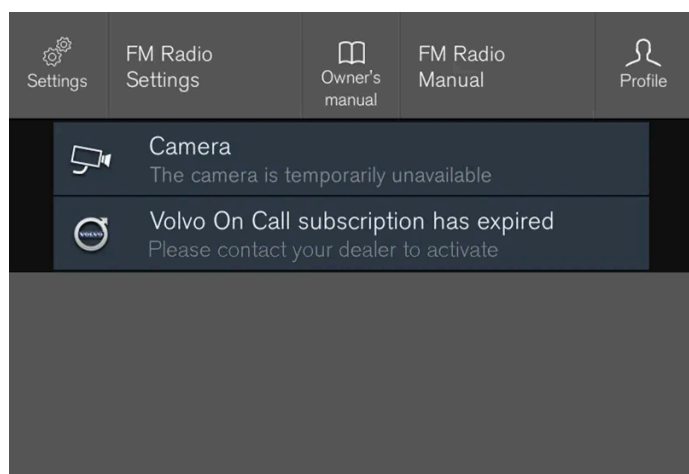 Settings
FM Radio
Settings
Owner's
manual
FM Radio
Manual
Profile
Camera
The camera is temporarily unavailable
VOLVO
Volvo On Call subscription has expired
Please contact your dealer to activate